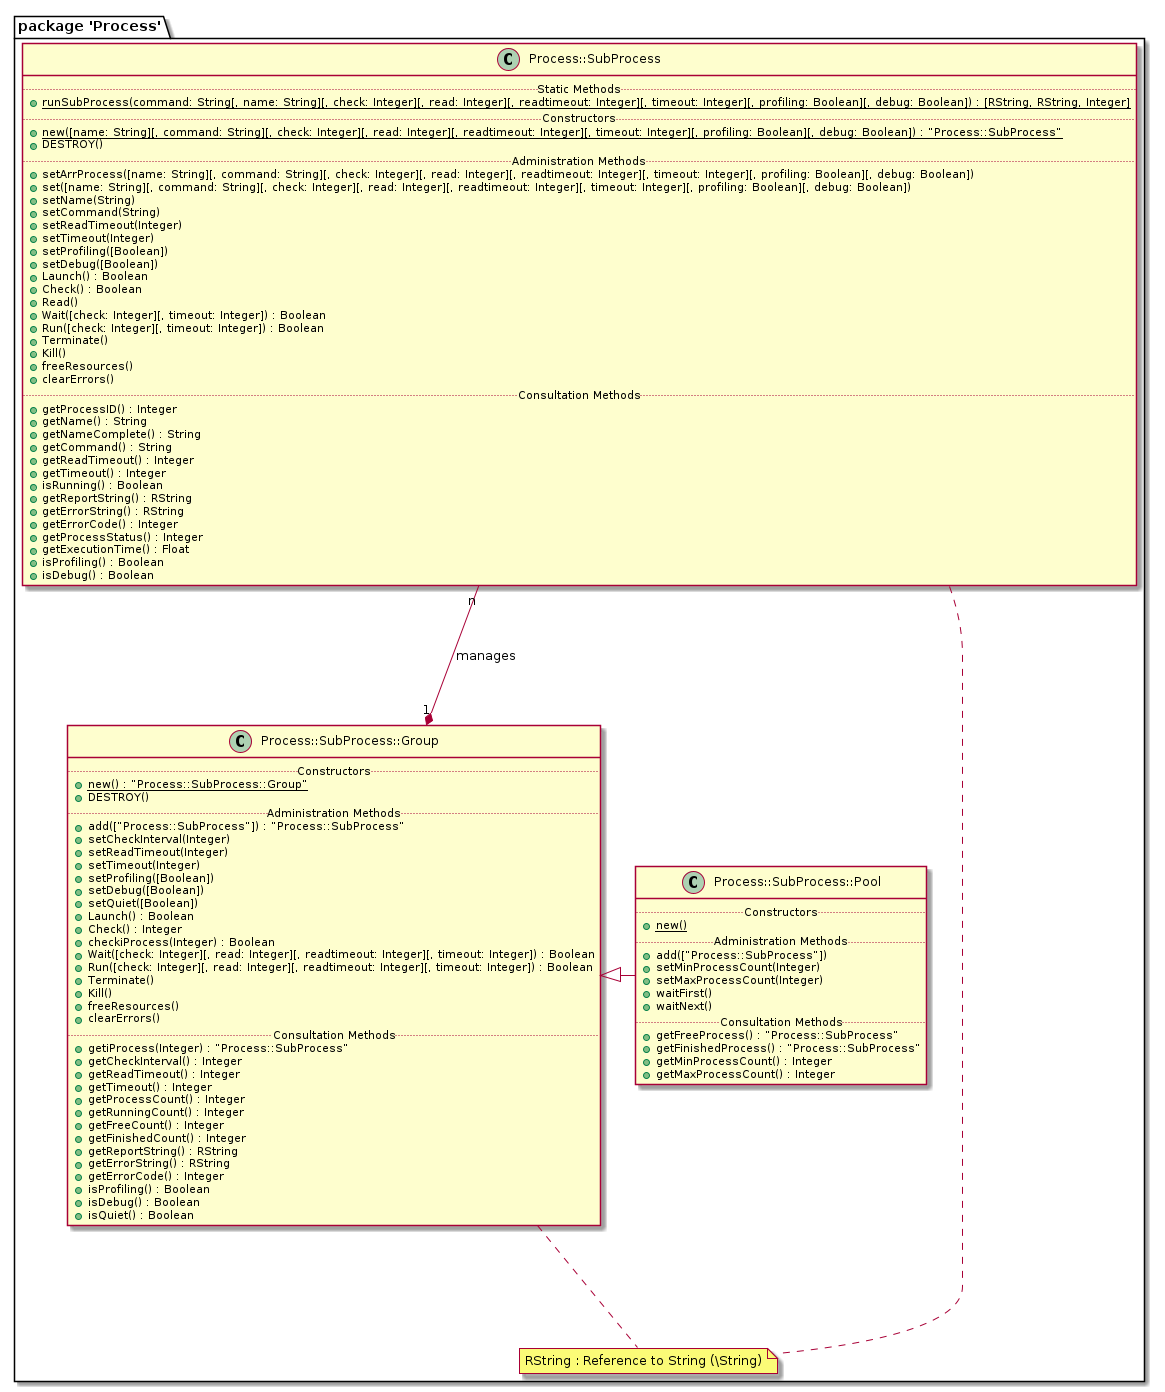 package 'Process'
C Process::SubProcess
Static Methods
runSubProcess(command: String[, name: String][, check: Integer][, read: Integer][, readtimeout: Integer][, timeout: Integer][, profiling: Boolean][, debug: Boolean]) : [RString, RString, Integer]
Constructors
new([name: String][, command: String][, check: Integer][, read: Integer][, readtimeout: Integer][, timeout: Integer][, profiling: Boolean][, debug: Boolean]) : "Process::SubProcess"
DESTROY()
Administration Methods
setArrProcess([name: String][, command: String][, check: Integer][, read: Integer][, readtimeout: Integer][, timeout: Integer][, profiling: Boolean][, debug: Boolean])
set([name: String][, command: String][, check: Integer][, read: Integer][, readtimeout: Integer][, timeout: Integer][, profiling: Boolean][, debug: Boolean])
setName(String)
setCommand(String)
setReadTimeout(Integer)
setTimeout(Integer)
setProfiling([Boolean])
setDebug([Boolean])
Launch() : Boolean
Check() : Boolean
Read()
Wait([check: Integer][, timeout: Integer]) : Boolean
Run([check: Integer][, timeout: Integer]) : Boolean
Terminate()
Kill()
freeResources()
clearErrors()
Consultation Methods
getProcessID() : Integer
getName() : String
getNameComplete() : String
getCommand() : String
getReadTimeout() : Integer
getTimeout() : Integer
isRunning() : Boolean
getReportString() : RString
getErrorString() : RString
getErrorCode() : Integer
getProcessStatus() : Integer
getExecutionTime() : Float
isProfiling() : Boolean
isDebug() : Boolean
n
manages
1
C Process::SubProcess::Group
Constructors
new() : "Process::SubProcess::Group"
DESTROY()
Administration Methods
add(["Process::SubProcess"]) : "Process::SubProcess"
setCheckInterval(Integer)
setReadTimeout(Integer)
setTimeout(Integer)
setProfiling([Boolean])
setDebug([Boolean])
setQuiet([Boolean])
Launch() : Boolean
Check() : Integer
checkiProcess(Integer) : Boolean
Wait([check: Integer][, read: Integer][, readtimeout: Integer][, timeout: Integer]) : Boolean
Run([check: Integer][, read: Integer][, readtimeout: Integer][, timeout: Integer]) : Boolean
Terminate()
Kill()
freeResources()
clearErrors()
Consultation Methods
getiProcess(Integer) : "Process::SubProcess"
getCheckInterval() : Integer
getReadTimeout() : Integer
getTimeout() : Integer
getProcessCount() : Integer
getRunningCount() : Integer
getFreeCount() : Integer
getFinishedCount() : Integer
getReportString() : RString
getErrorString() : RString
getErrorCode() : Integer
isProfiling() : Boolean
isDebug() : Boolean
isQuiet() : Boolean
C Process::SubProcess::Pool
Constructors
new()
Administration Methods
add(["Process::SubProcess"])
setMinProcessCount(Integer)
setMaxProcessCount(Integer)
waitFirst()
waitNext()
Consultation Methods
getFreeProcess() : "Process::SubProcess"
getFinishedProcess() : "Process::SubProcess"
getMinProcessCount() : Integer
getMaxProcessCount() : Integer
RString : Reference to String (\String)